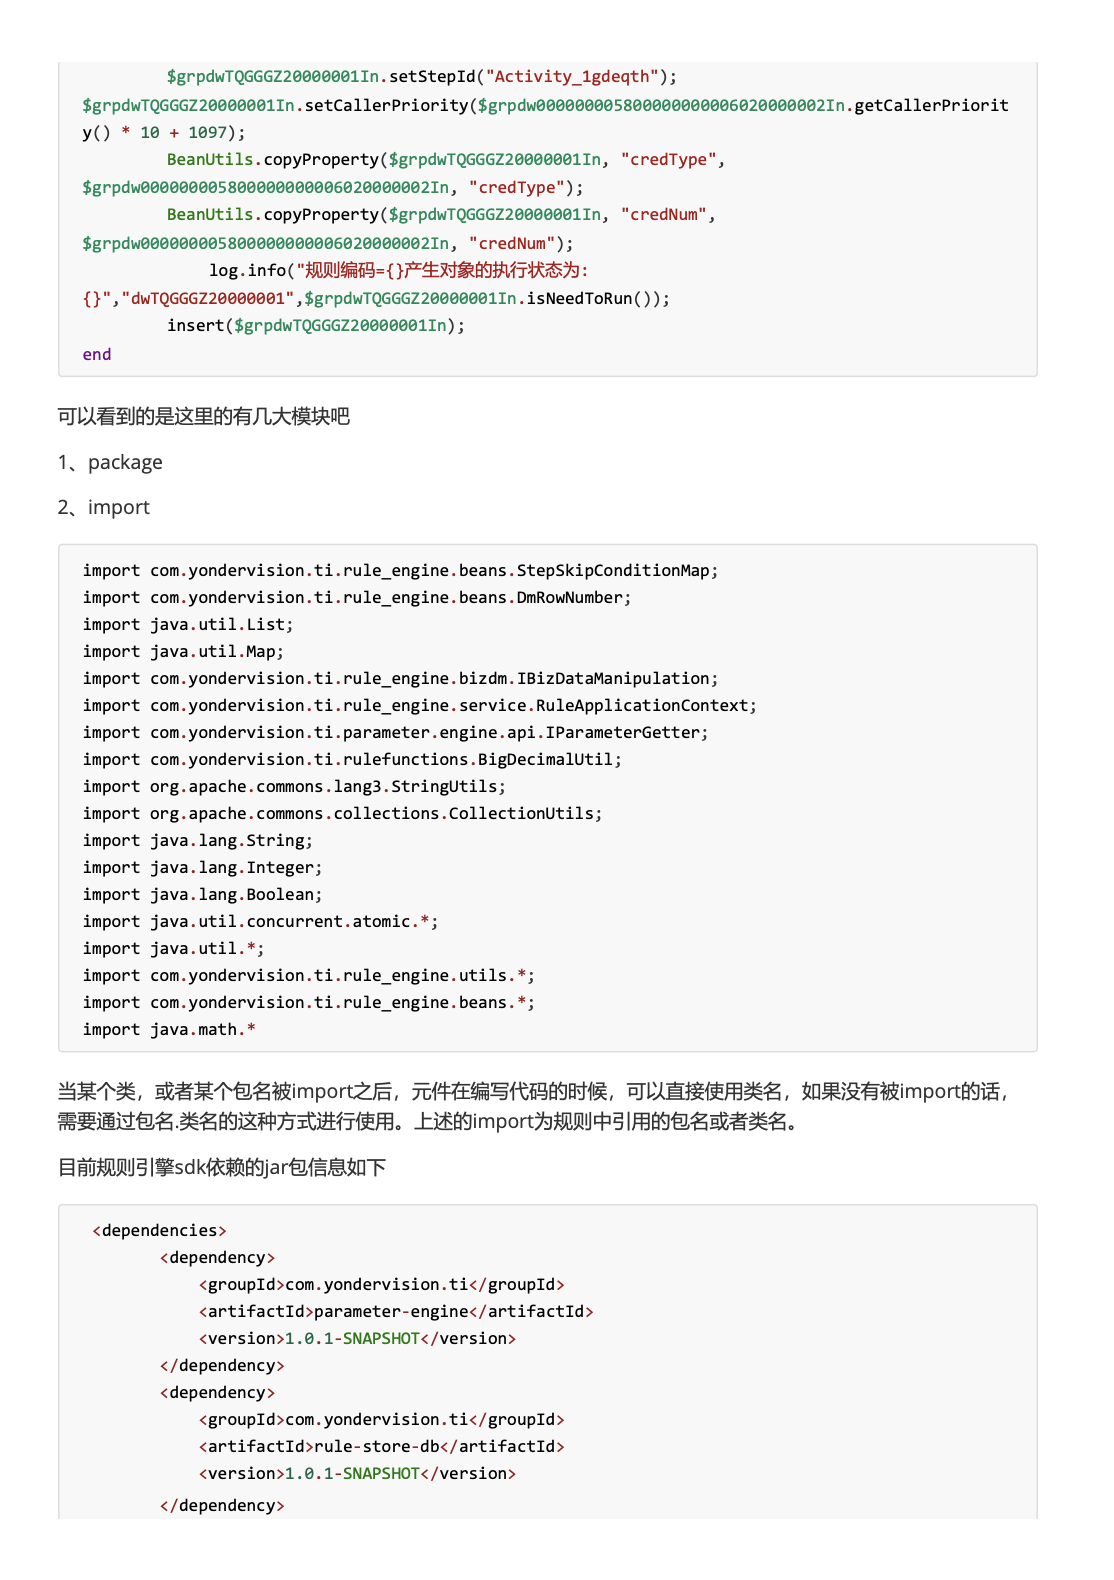 $grpdwTQGGGZ20000001In.setStepId("Activity_1gdeqth");
$grpdwTQGGGZ20000001In.setCallerPriority($grpdw0000000058000000000006020000002In.getCallerPriorit
y() * 10 + 1097);
BeanUtils.copyProperty($grpdwTQGGGZ20000001In, "credType",
$grpdw0000000058000000000006020000002In, "credType");
BeanUtils.copyProperty($grpdwTQGGGZ20000001In, "credNum",
$grpdw0000000058000000000006020000002In, "credNum");
log.info("规则编码={}产生对象的执行状态为:
{}","dwTQGGGZ20000001",$grpdwTQGGGZ20000001In.isNeedToRun());
insert($grpdwTQGGGZ20000001In);
end
可以看到的是这里的有几大模块吧
1、package
2、import
import com.yondervision.ti.rule_engine.beans.StepSkipConditionMap;
import com.yondervision.ti.rule_engine.beans.DmRowNumber;
import java.util.List;
import java.util.Map;
import com.yondervision.ti.rule_engine.bizdm.IBizDataManipulation;
import com.yondervision.ti.rule_engine.service.RuleApplicationContext;
import com.yondervision.ti.parameter.engine.api.IParameterGetter;
import com.yondervision.ti.rulefunctions.BigDecimalUtil;
import org.apache.commons.lang3.StringUtils;
import org.apache.commons.collections.CollectionUtils;
import java.lang.String;
import java.lang.Integer;
import java.lang.Boolean;
import java.util.concurrent.atomic.*;
import java.util.*;
import com.yondervision.ti.rule_engine.utils.*;
import com.yondervision.ti.rule_engine.beans.*;
import java.math.*
当某个类，或者某个包名被import之后，元件在编写代码的时候，可以直接使用类名，如果没有被import的话，
需要通过包名.类名的这种方式进行使用。上述的import为规则中引用的包名或者类名。
目前规则引擎sdk依赖的jar包信息如下
<dependencies>
<dependency>
<groupId>com.yondervision.ti</groupId>
<artifactId>parameter-engine</artifactId>
<version>1.0.1-SNAPSHOT</version>
</dependency>
<dependency>
<groupId>com.yondervision.ti</groupId>
<artifactId>rule-store-db</artifactId>
<version>1.0.1-SNAPSHOT</version>
</dependency>